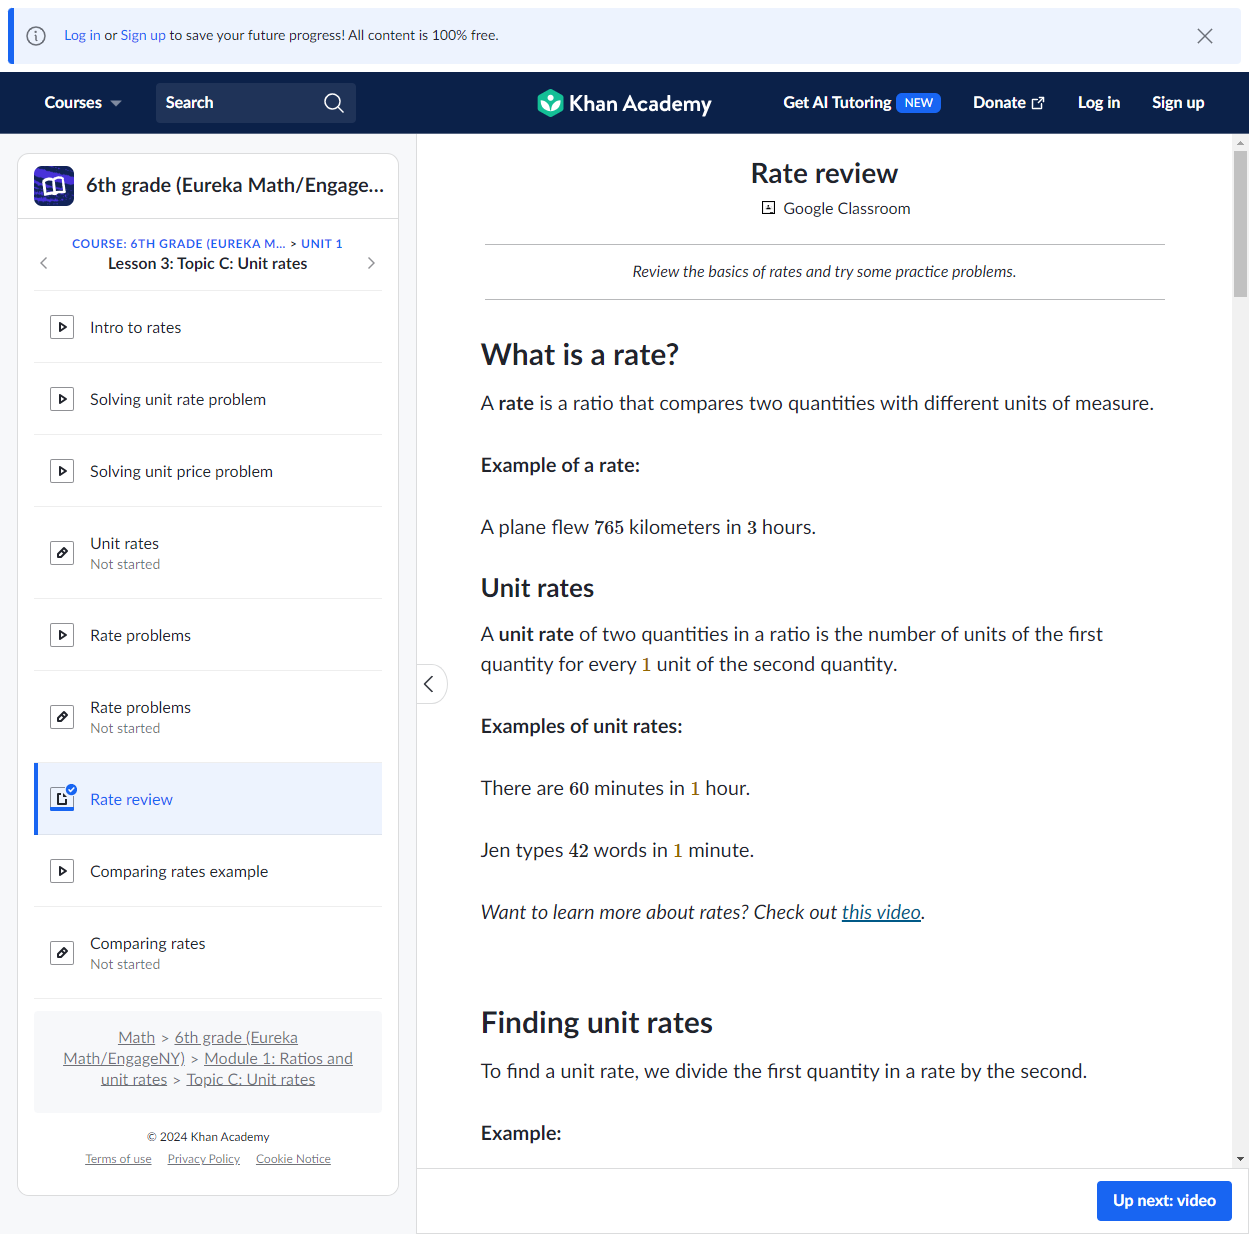 Log in or Sign up to save your future progress! All content is 100% free.
Courses
Search
Khan Academy
Get AI Tutoring NEW
Donate
Log in
Sign up
6th grade (Eureka Math/Engage...
COURSE: 6TH GRADE (EUREKA M... > UNIT 1
Lesson 3: Topic C: Unit rates
Intro to rates
Solving unit rate problem
Solving unit price problem
Unit rates
Not started
Rate problems
Rate problems
Not started
Rate review
Comparing rates example
Comparing rates
Not started
Math > 6th grade (Eureka
Math/EngageNY) > Module 1: Ratios and
unit rates > Topic C: Unit rates
© 2024 Khan Academy
Terms of use Privacy Policy Cookie Notice
Rate review
Google Classroom
Review the basics of rates and try some practice problems.
What is a rate?
A rate is a ratio that compares two quantities with different units of measure.
Example of a rate:
A plane flew 765 kilometers in 3 hours.
Unit rates
A unit rate of two quantities in a ratio is the number of units of the first
quantity for every 1 unit of the second quantity.
Examples of unit rates:
There are 60 minutes in 1 hour.
Jen types 42 words in 1 minute.
Want to learn more about rates? Check out this video.
Finding unit rates
To find a unit rate, we divide the first quantity in a rate by the second.
Example:
Up next: video